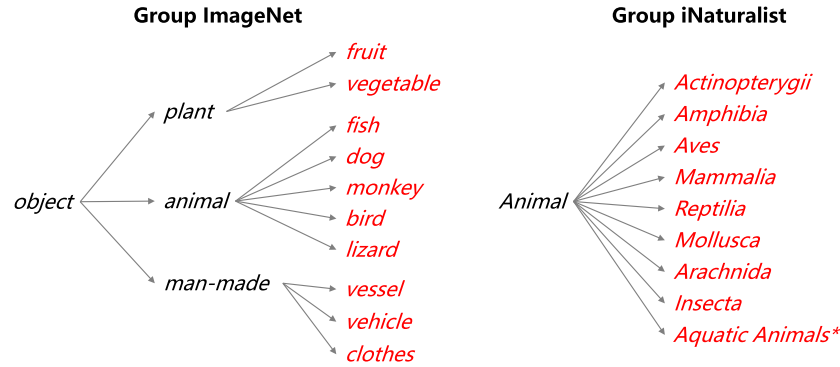 Group ImageNet
object
plant
animal
man-made
fruit
vegetable
fish
dog
monkey
bird
lizard
vessel
vehicle
clothes
Group iNaturalist
Animal
Actinopterygii
Amphibia
Aves
Mammalia
Reptilia
Mollusca
Arachnida
Insecta
Aquatic Animals*